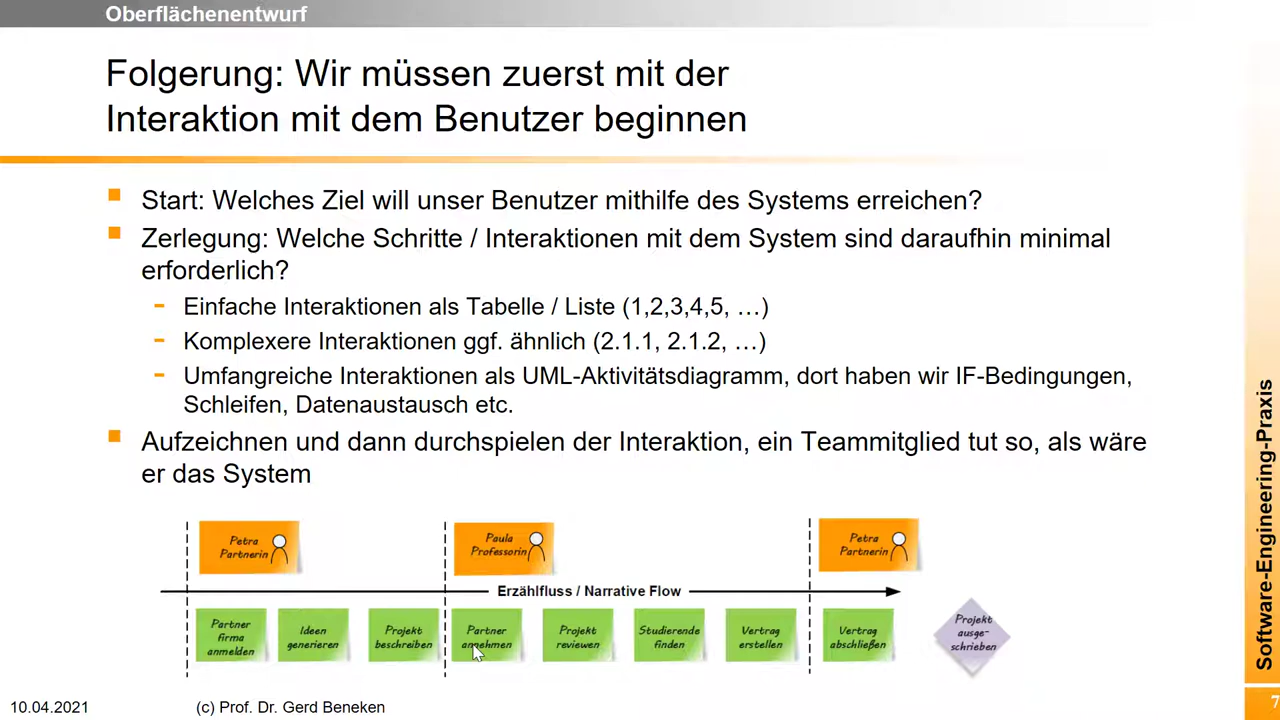 Oberflächenentwurf
Folgerung: Wir müssen zuerst mit der
Interaktion mit dem Benutzer beginnen
Start: Welches Ziel will unser Benutzer mithilfe des Systems erreichen?
Zerlegung: Welche Schritte / Interaktionen mit dem System sind daraufhin minimal
erforderlich?
- Einfache Interaktionen als Tabelle / Liste (1,2,3,4,5, …)
- Komplexere Interaktionen ggf. ähnlich (2.1.1, 2.1.2, …)
- Umfangreiche Interaktionen als UML-Aktivitätsdiagramm, dort haben wir IF-Bedingungen,
Schleifen, Datenaustausch etc.
Aufzeichnen und dann durchspielen der Interaktion, ein Teammitglied tut so, als wäre
er das System
Petra
Partnerin
Paula
Professorin
Petra
Partnerin
Erzählfluss / Narrative Flow
Partner
firma
anmelden
Ideen
generieren
Projekt
beschreiben
Partner
annehmen
Projekt
reviewen
Studierende
finden
Vertrag
erstellen
Vertrag
abschließen
Projekt
ausge-
schrieben
Software-Engineering-Praxis
10.04.2021
(c) Prof. Dr. Gerd Beneken
7